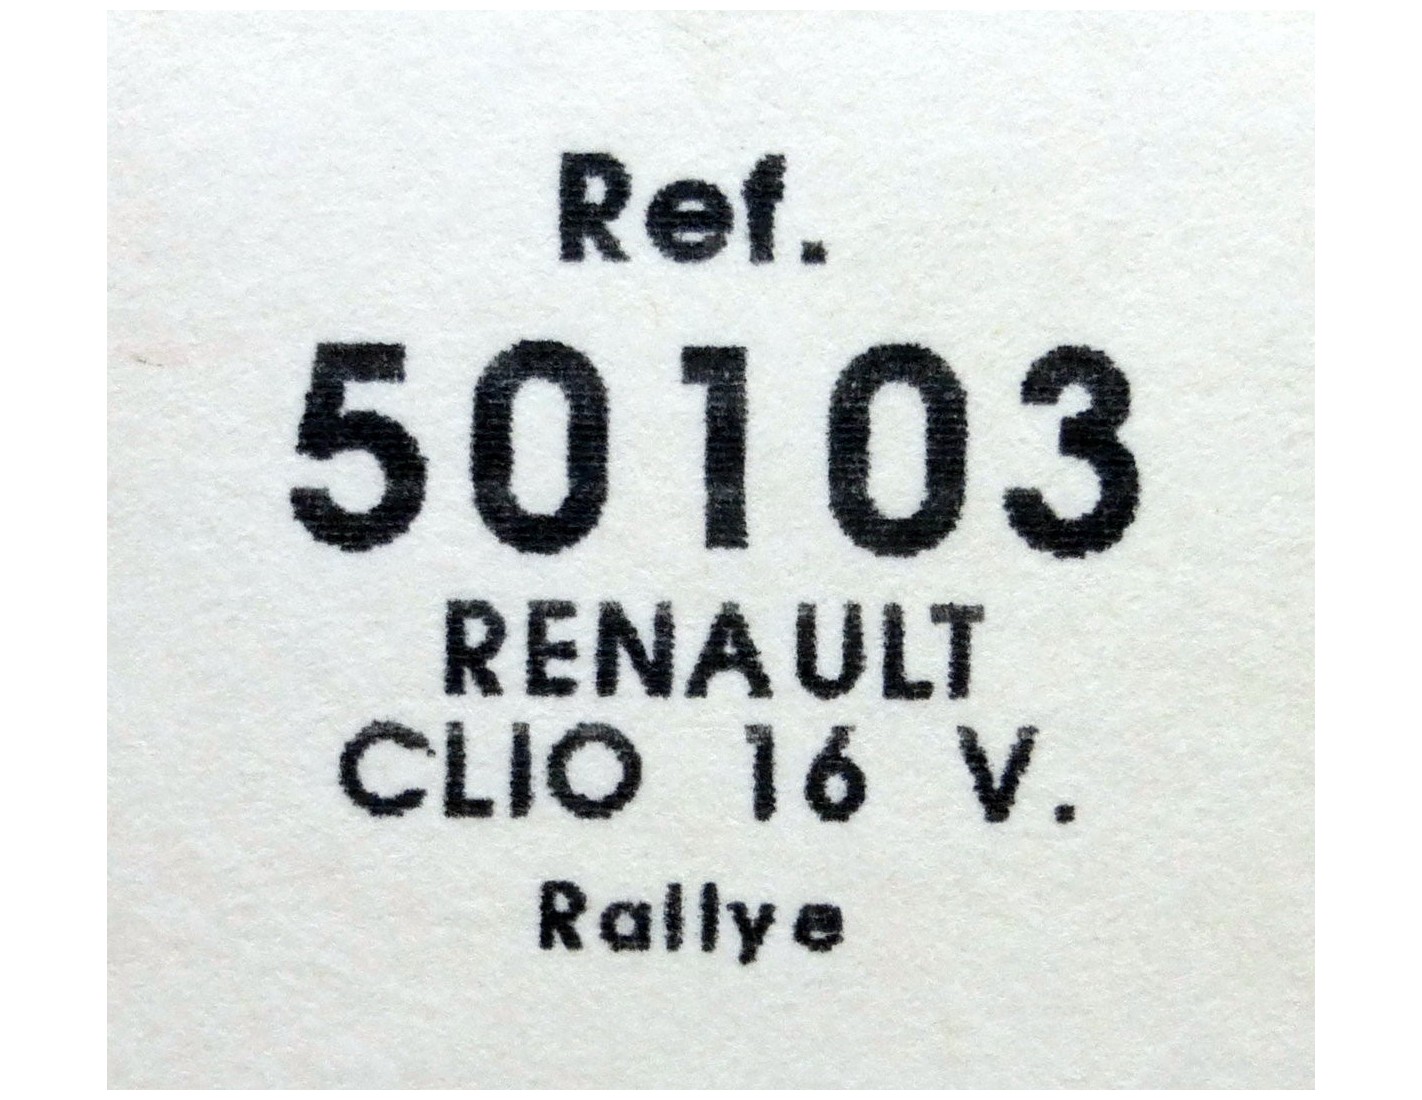 Ref.
50103
RENAULT
CLIO 16 V.
Rallye